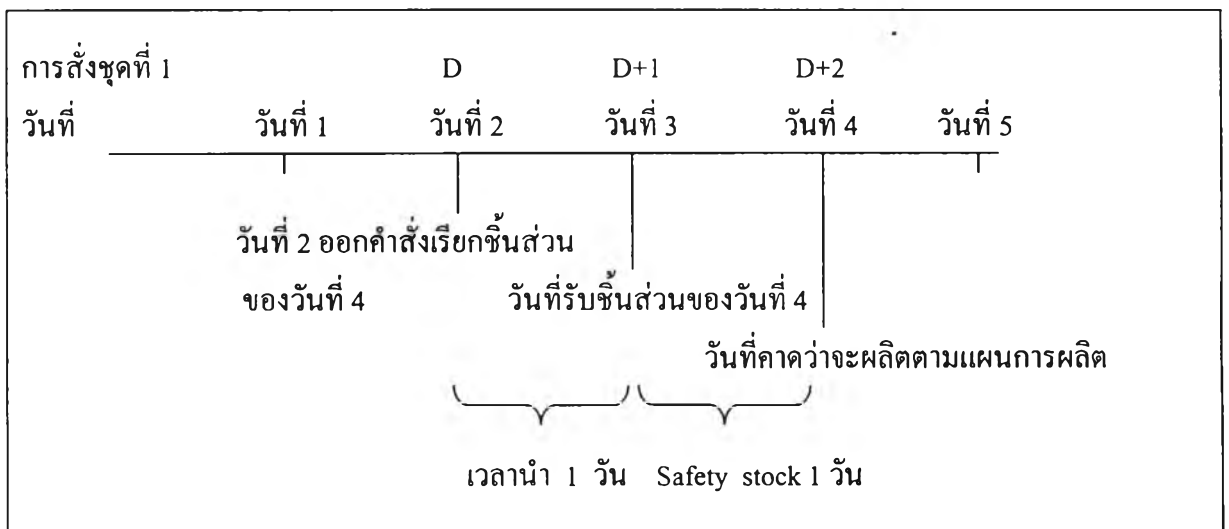 การสั่งชุดที่ 1 D D+1 D+2
วันที่ วันที่ 1 วันที่ 2 วันที่ 3 วันที่ 4 วันที่ 5
วันที่ 2 ออกคำสั่งเรียกชิ้นส่วน
ของวันที่ 4 วันที่รับชิ้นส่วนของวันที่ 4
วันที่คาดว่าจะผลิตตามแผนการผลิต
เวลานำ 1 วัน Safety stock 1 วัน